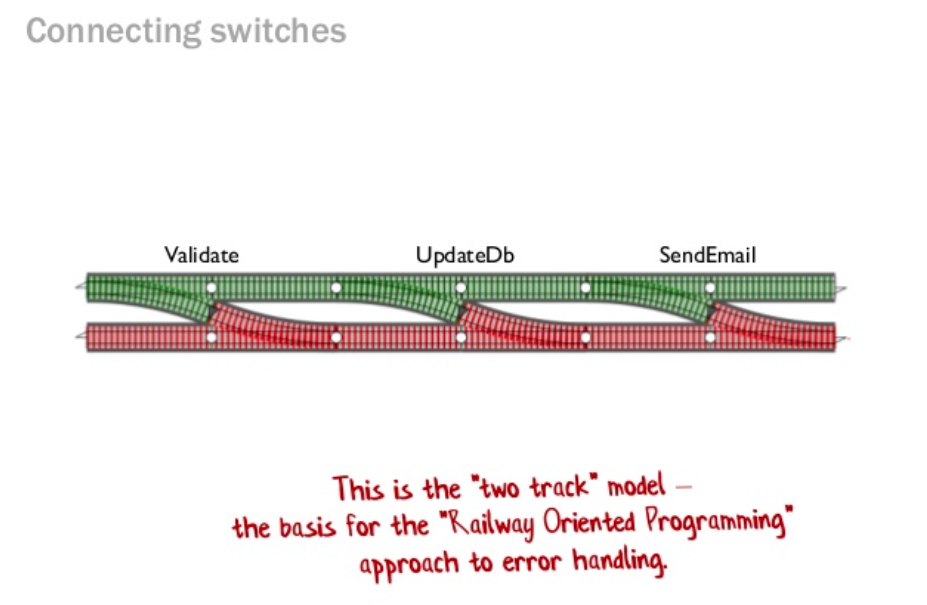 Connecting switches
Validate
UpdateDb
SendEmail
This is the "two track" model –
the basis for the "Railway Oriented Programming"
approach to error handling.